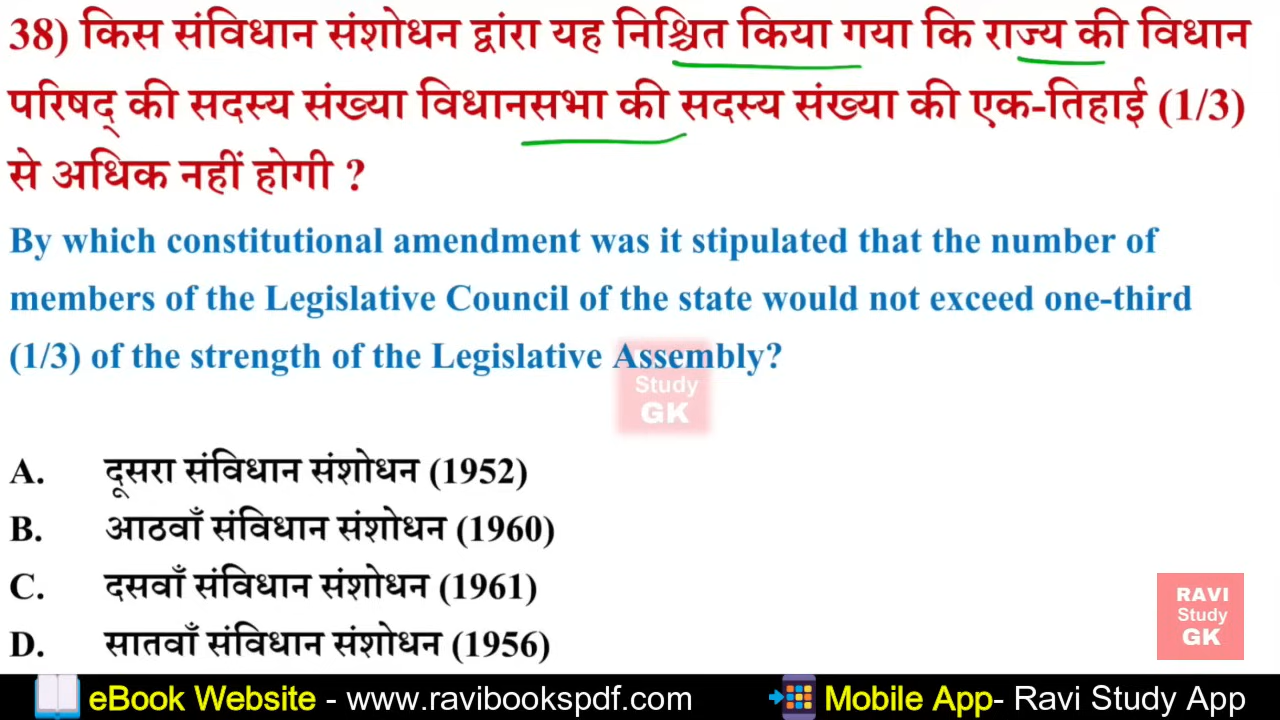 38) किस संविधान संशोधन द्वांरा यह निश्चित किया गया कि राज्य की विधान
परिषद् की सदस्य संख्या विधानसभा की सदस्य संख्या की एक-तिहाई (1/3)
से अधिक नहीं होगी ?
By which constitutional amendment was it stipulated that the number of
members of the Legislative Council of the state would not exceed one-third
(1/3) of the strength of the Legislative Assembly?
Study
GK
A. दूसरा संविधान संशोधन (1952)
B. आठवाँ संविधान संशोधन (1960)
C. दसवाँ संविधान संशोधन (1961)
D. सातवाँ संविधान संशोधन (1956)
RAVI
Study
GK
eBook Website - www.ravibookspdf.com Mobile App- Ravi Study App